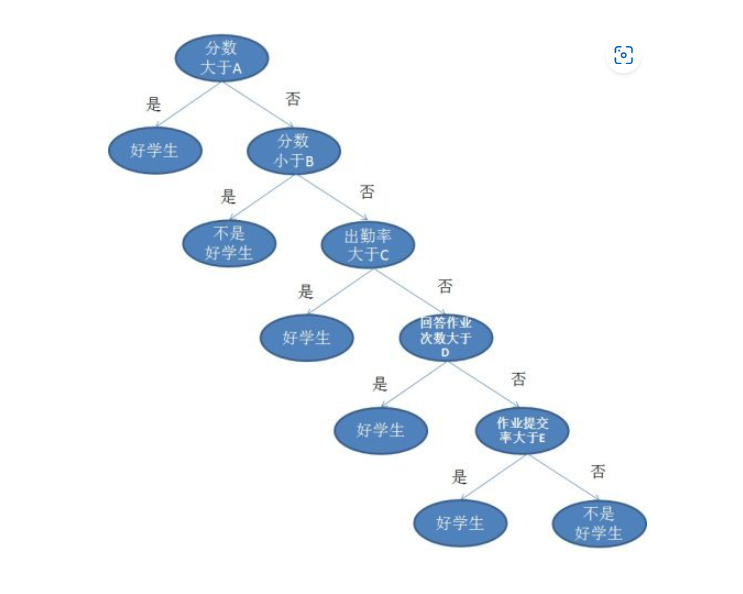 分数
大于A
是
否
好学生
分数
小于B
是
否
不是
好学生
出勤率
大于C
是
否
好学生
回答作业
次数大于
D
是
否
好学生
作业提交
率大于E
是
否
好学生
不是
好学生